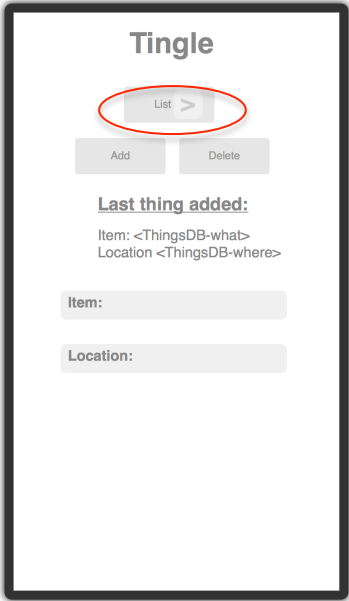 Tingle
List >
Add Delete
Last thing added:
Item: <ThingsDB-what>
Location <ThingsDB-where>
Item:
Location: